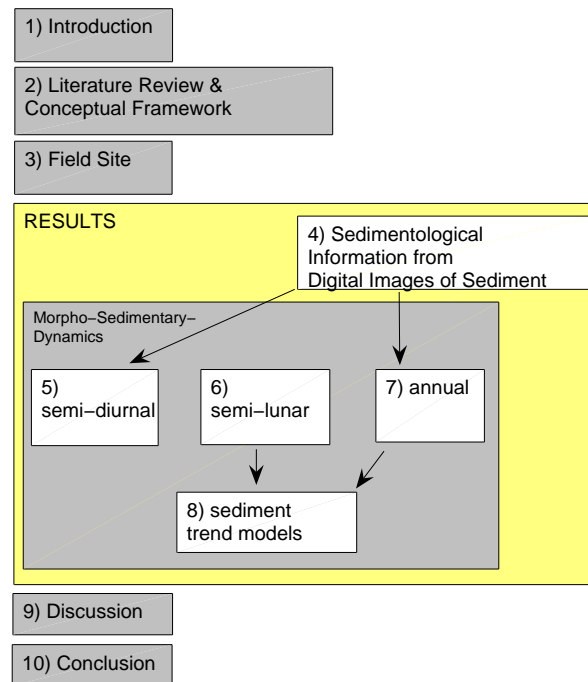 1) Introduction
2) Literature Review &
Conceptual Framework
3) Field Site
RESULTS
4) Sedimentological
Information from
Digital Images of Sediment
Morpho−Sedimentary−
Dynamics
5)
semi−diurnal
6)
semi−lunar
7) annual
8) sediment
trend models
9) Discussion
10) Conclusion